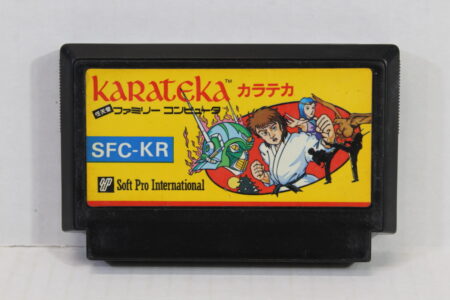 KARATEKA™ カラテカ
ファミリー コンピュータ
SFC-KR
Soft Pro International